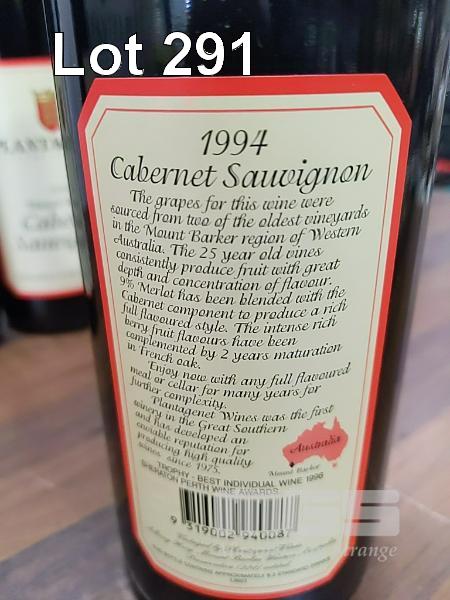 Lot 291
1994
Cabernet Sauvignon
The grapes for this wine were
sourced from two of the oldest vineyards
in the Mount Barker region of Western
Australia. The 25 year old vines
consistently produce fruit with great
depth and concentration of flavour.
9% Merlot has been blended with the
Cabernet component to produce a rich
full flavoured style. The intense rich
berry fruit flavours have been
complemented by 2 years maturation
in French oak.
Enjoy now with any full flavoured
meal or cellar for many years for
further complexity.
Plantagenet Wines was the first
winery in the Great Southern
and has developed an
enviable reputation for
producing high quality
wines since 1975.
Australia
Mount Barker
TROPHY - BEST INDIVIDUAL WINE 1996
SHERATON PERTH WINE AWARDS
9 319002 940087